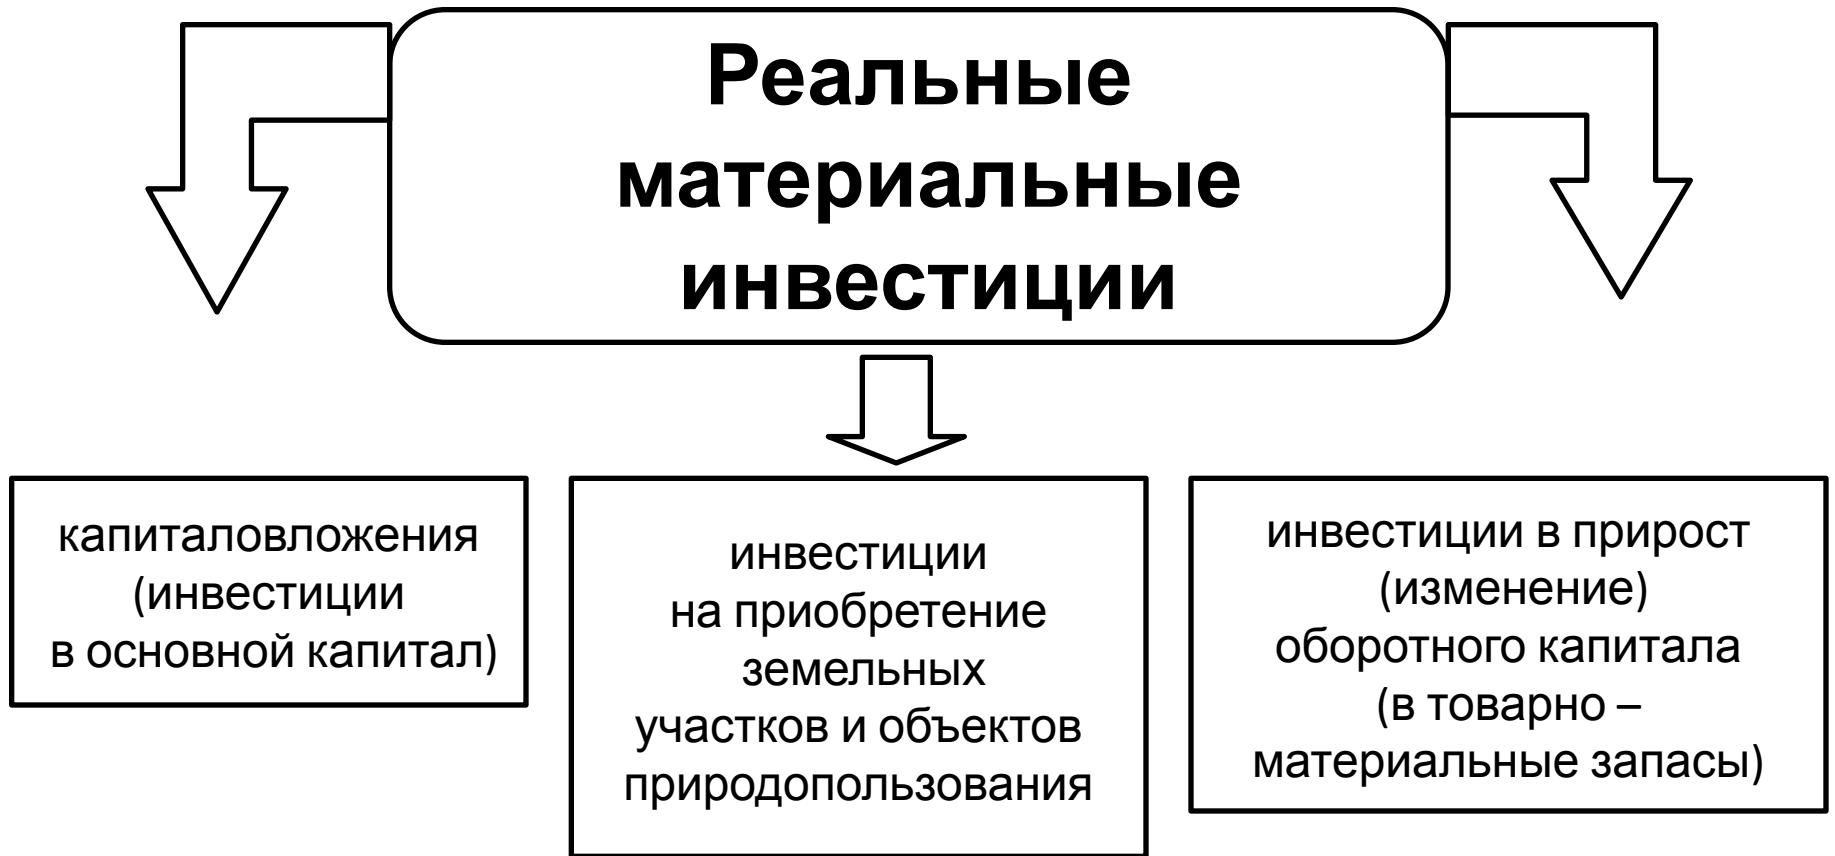 Реальные
материальные
инвестиции
капиталовложения
(инвестиции
в основной капитал)
инвестиции
на приобретение
земельных
участков и объектов
природопользования
инвестиции в прирост
(изменение)
оборотного капитала
(в товарно –
материальные запасы)